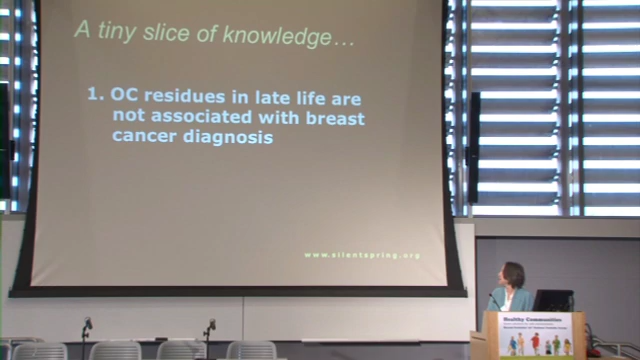 A tiny slice of knowledge...
1. OC residues in late life are
not associated with breast
cancer diagnosis
www.silentspring.org
Healthy Communities